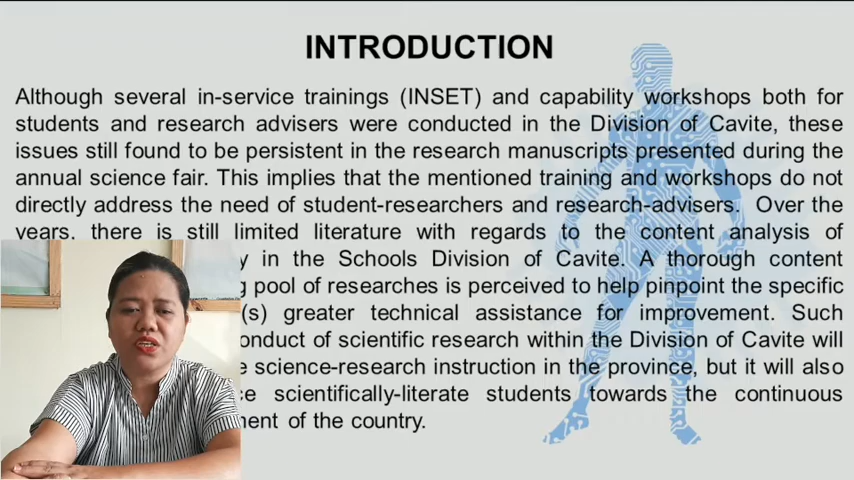 INTRODUCTION
Although several in-service trainings (INSET) and capability workshops both for
students and research advisers were conducted in the Division of Cavite, these
issues still found to be persistent in the research manuscripts presented during the
annual science fair. This implies that the mentioned training and workshops do not
directly address the need of student-researchers and research-advisers. Over the
years, there is still limited literature with regards to the content analysis of
in the Schools Division of Cavite. A thorough content
pool of researches is perceived to help pinpoint the specific
(s) greater technical assistance for improvement. Such
of scientific research within the Division of Cavite will
science-research instruction in the province, but it will also
scientifically-literate students towards the continuous
of the country.